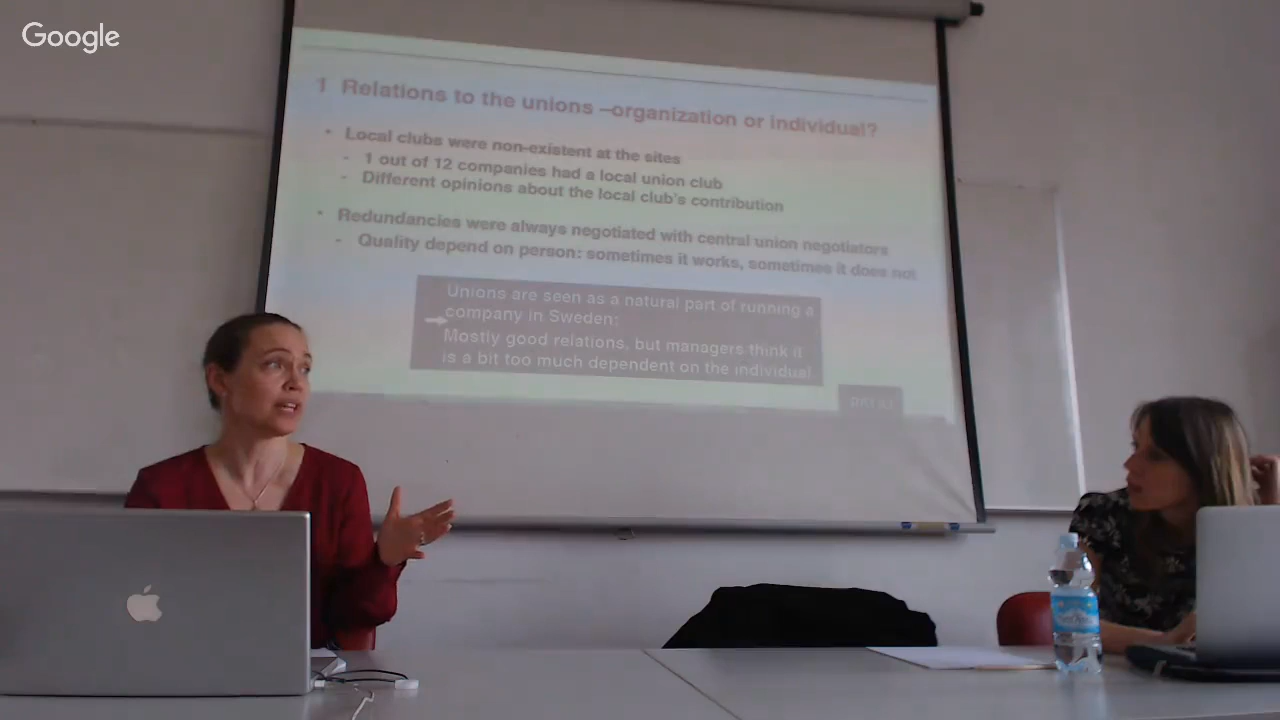 Google
1 Relations to the unions –organization or individual?
• Local clubs were non-existent at the sites
- 1 out of 12 companies had a local union club
- Different opinions about the local club's contribution
• Redundancies were always negotiated with central union negotiators
- Quality depend on person: sometimes it works, sometimes it does not
Unions are seen as a natural part of running a
company in Sweden:
Mostly good relations, but managers think it
is a bit too much dependent on the individual